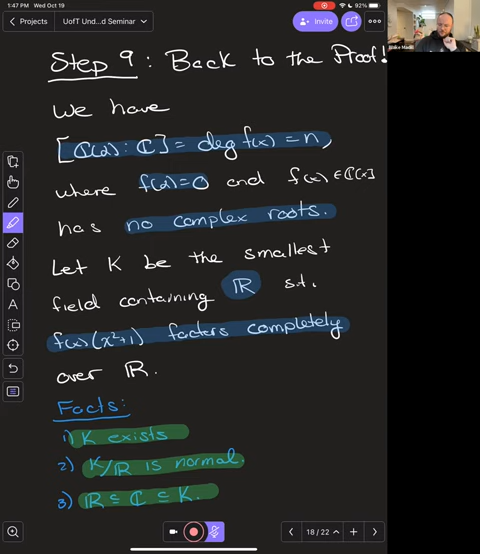 1:47 PM Wed Oct 19
92%
Projects
UofT Und...d Seminar
Invite
Step 9: Back to the Proof!
We have
[ℂ(α): ℂ] = deg f(x) = n,
where f(α)=0 and f(x) ∈ ℂ[x]
has no complex roots.
Let K be the smallest
field containing ℝ s.t.
f(x)(x²+1) factors completely
over ℝ.
Facts:
1) K exists
2) K/ℝ is normal.
3) ℝ ⊆ ℂ ⊆ K.
18/22